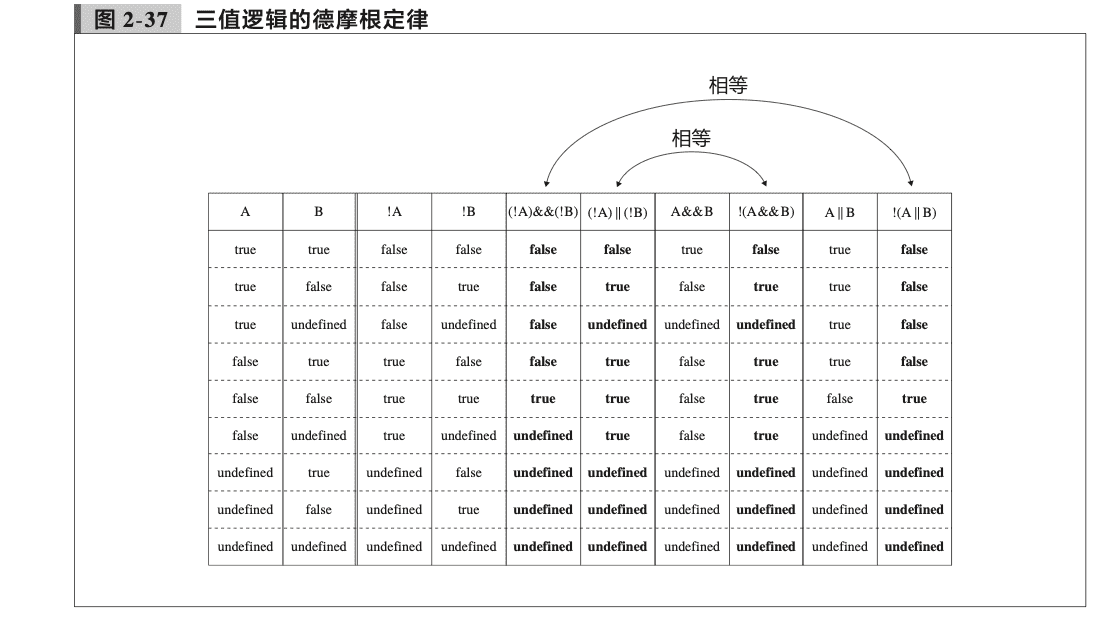 图 2-37 三值逻辑的德摩根定律
相等
相等
A B !A !B (!A)&&(!B) (!A)||(!B) A&&B !(A&&B) A||B !(A||B)
true true false false false false true false true false
true false false true false true false true true false
true undefined false undefined false undefined undefined undefined true false
false true true false false true false true true false
false false true true true true false true false true
false undefined true undefined undefined true false true undefined undefined
undefined true undefined false undefined undefined undefined undefined undefined undefined
undefined false undefined true undefined undefined undefined undefined undefined undefined
undefined undefined undefined undefined undefined undefined undefined undefined undefined undefined